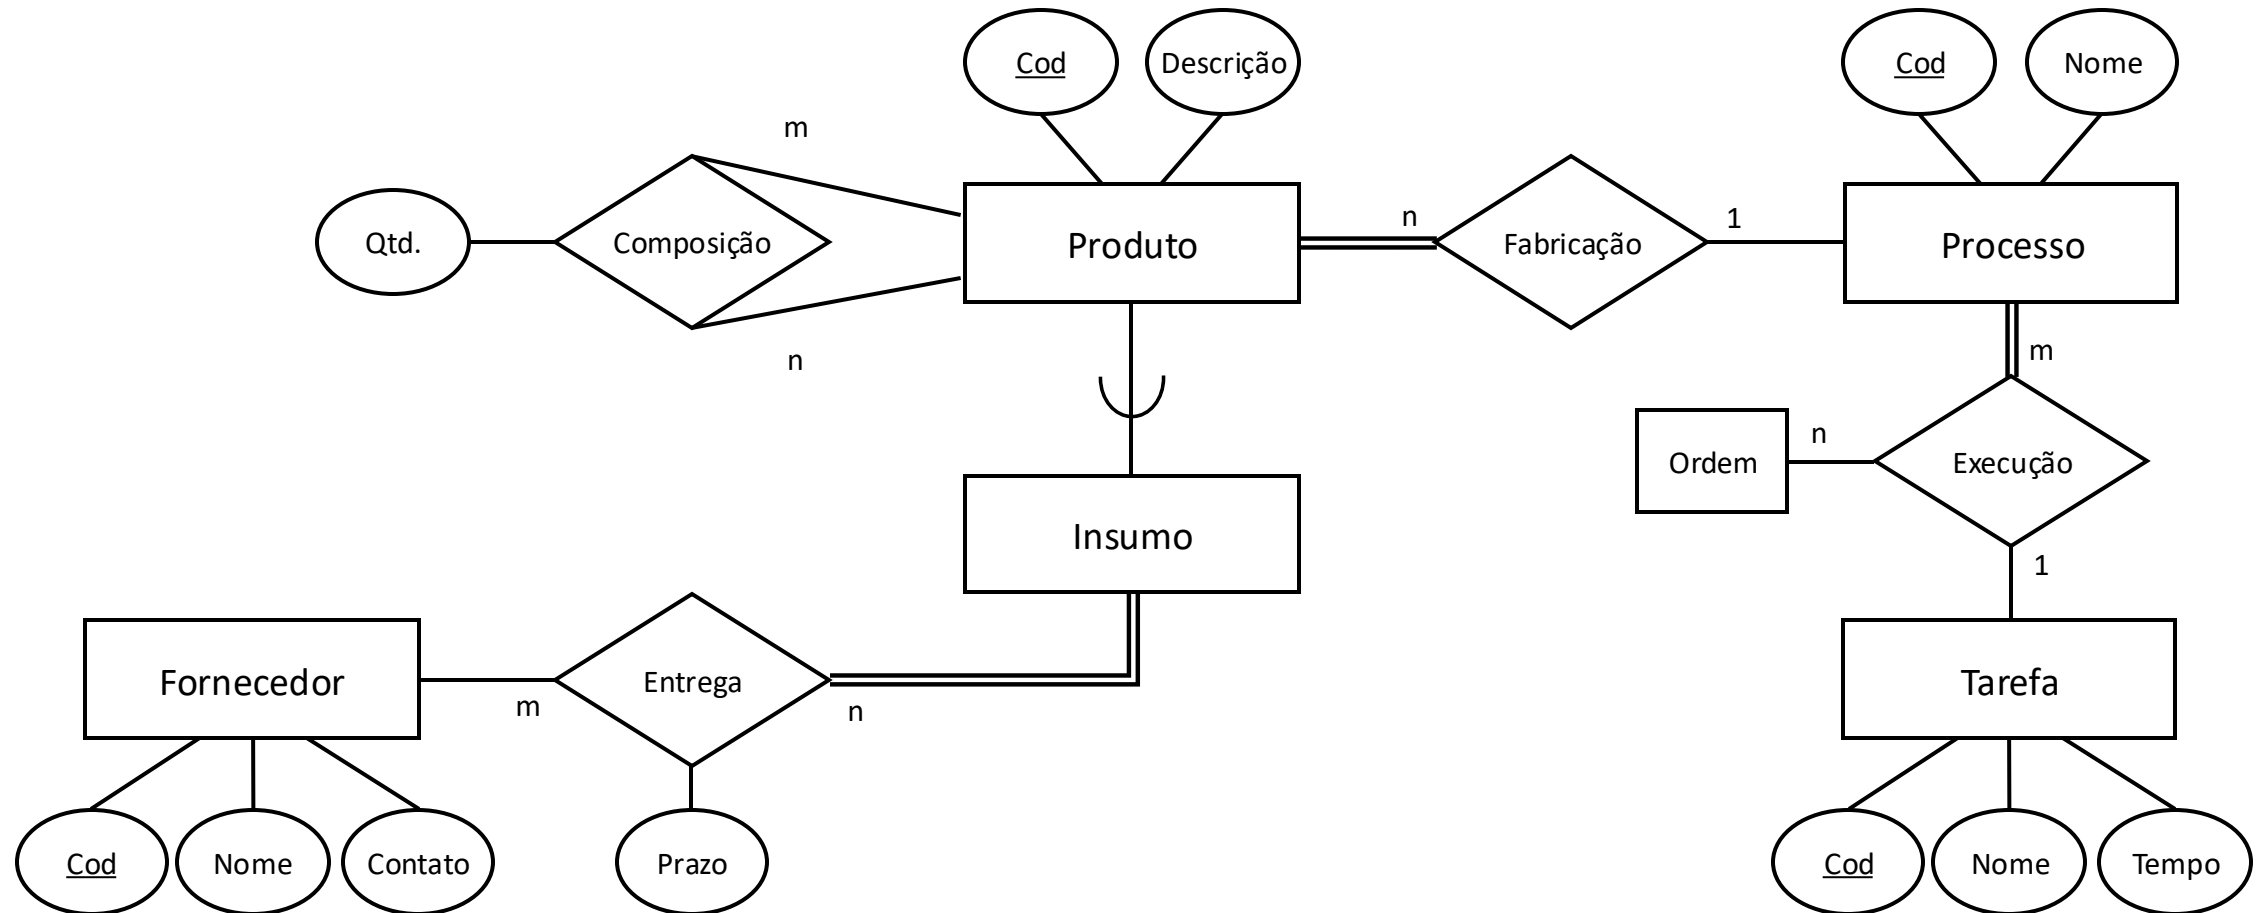 Cod
Descrição
Cod
Nome
m
Qtd.
Composição
Produto
n
Fabricação
1
Processo
n
m
Ordem
n
Execução
Insumo
1
Fornecedor
m
Entrega
n
Tarefa
Cod
Nome
Contato
Prazo
Cod
Nome
Tempo